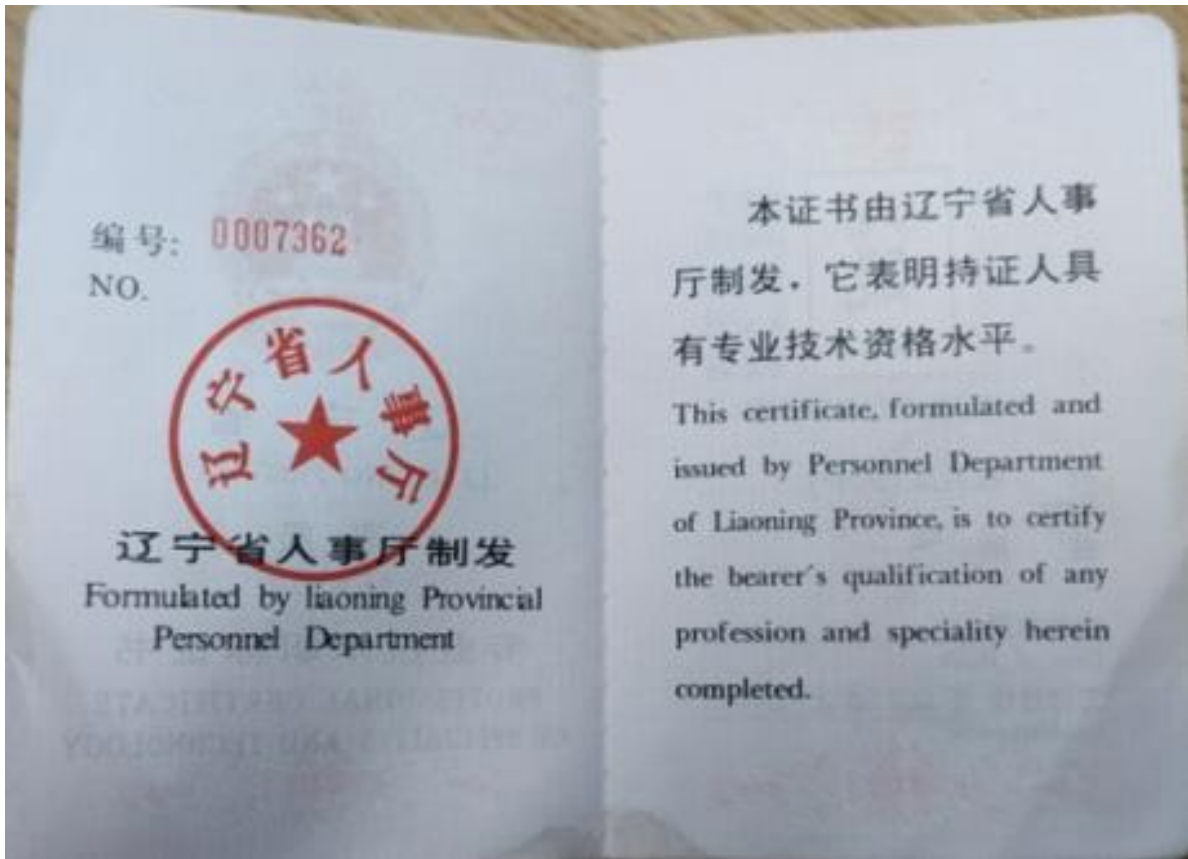 编号: 0007362
NO.
辽宁省人事厅
辽宁省人事厅制发
Formulated by liaoning Provincial
Personnel Department
本证书由辽宁省人事
厅制发，它表明持证人具
有专业技术资格水平。
This certificate, formulated and
issued by Personnel Department
of Liaoning Province, is to certify
the bearer's qualification of any
profession and speciality herein
completed.